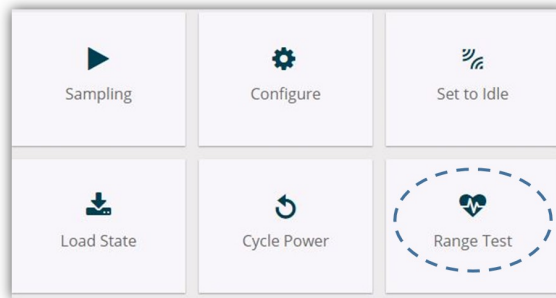 Sampling
Configure
Set to Idle
Load State
Cycle Power
Range Test